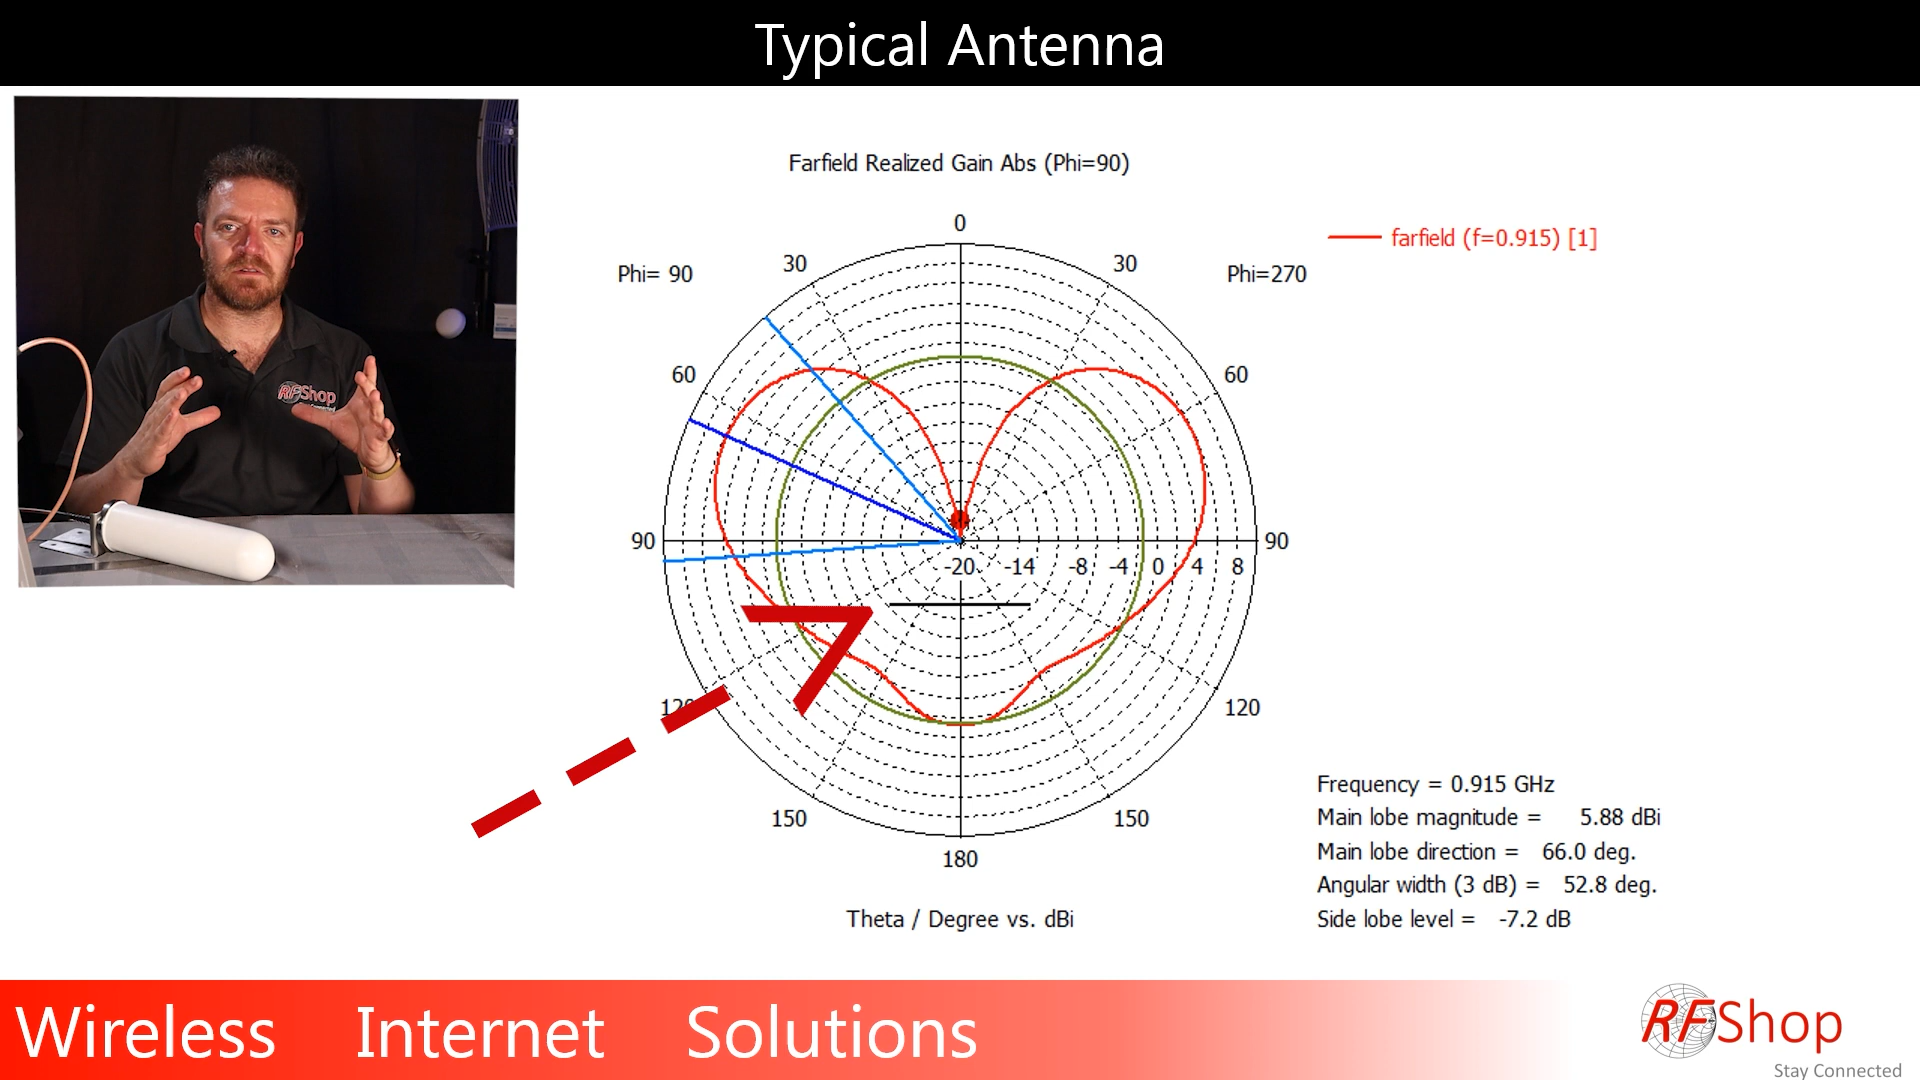 Typical Antenna
Farfield Realized Gain Abs (Phi=90)
0
30
30
Phi= 90
Phi=270
farfield (f=0.915) [1]
60
60
RFShop
90
90
-20
-14
-8
-4
0
4
8
120
120
150
150
180
Theta / Degree vs. dBi
Frequency = 0.915 GHz
Main lobe magnitude = 5.88 dBi
Main lobe direction = 66.0 deg.
Angular width (3 dB) = 52.8 deg.
Side lobe level = -7.2 dB
Wireless Internet Solutions
RFShop
Stay Connected